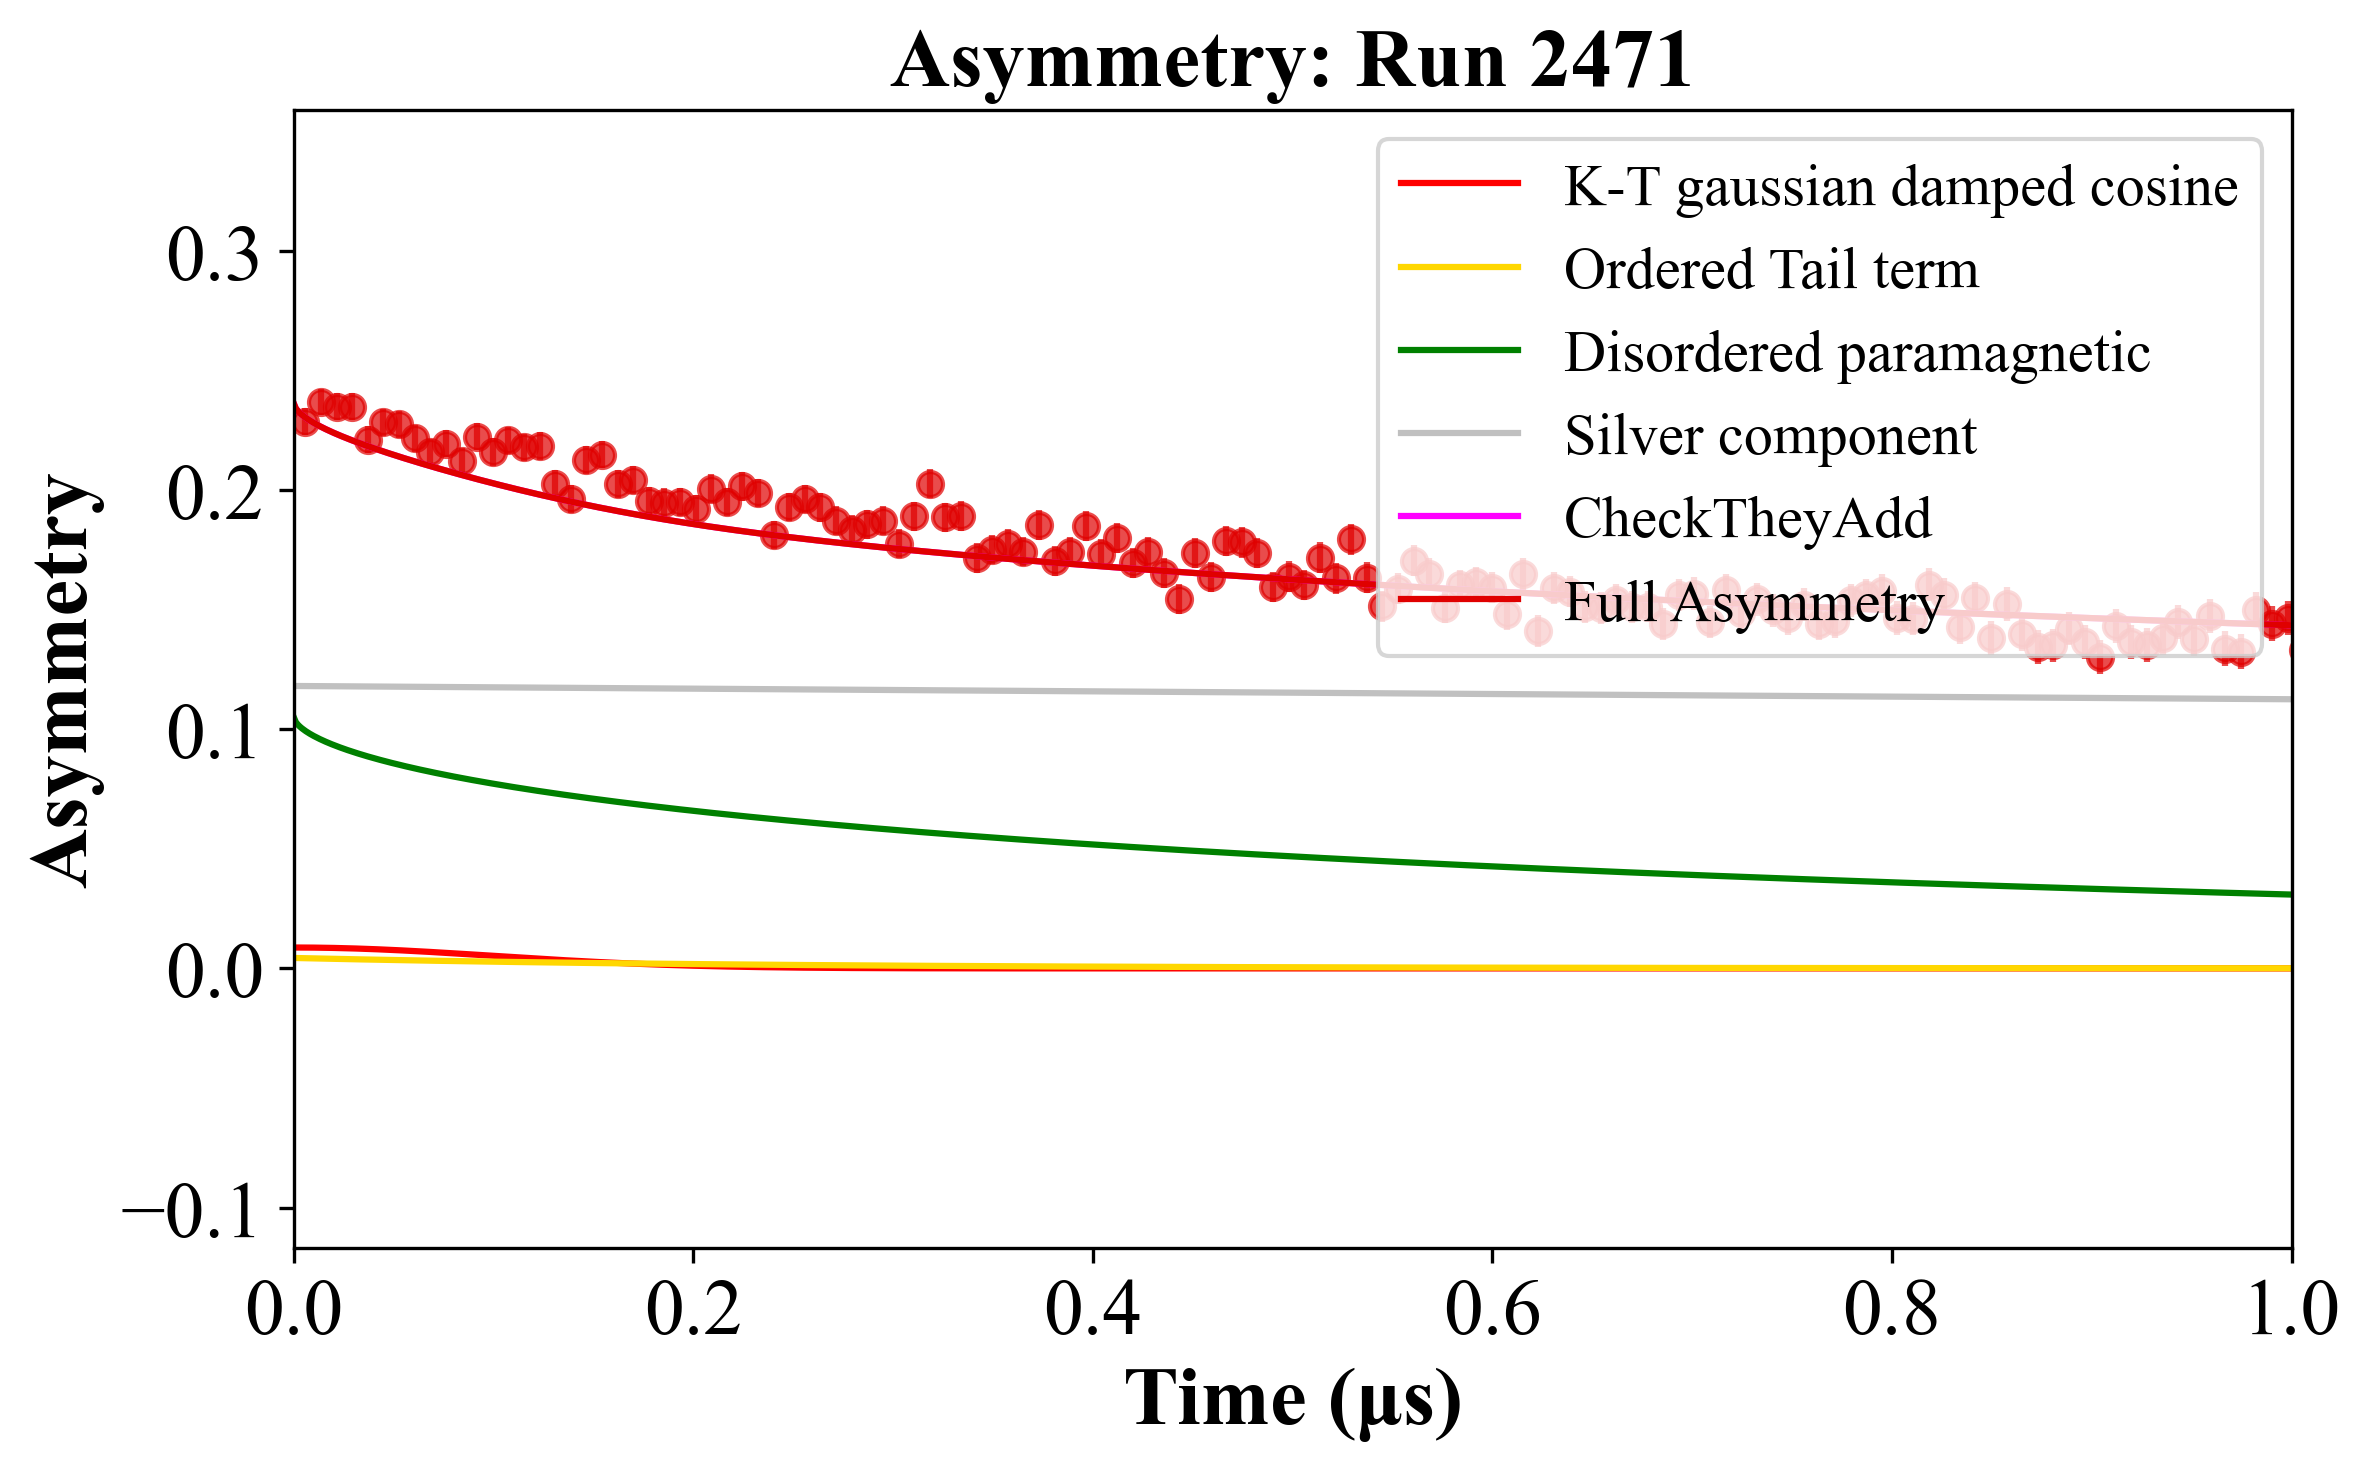 Asymmetry: Run 2471
K-T gaussian damped cosine
Ordered Tail term
Disordered paramagnetic
Silver component
CheckTheyAdd
Full Asymmetry
Asymmetry
0.3
0.2
0.1
0.0
−0.1
0.0 0.2 0.4 0.6 0.8 1.0
Time (μs)